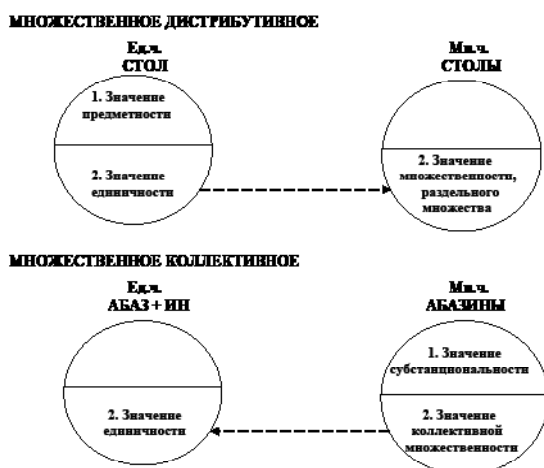 МНОЖЕСТВЕННОЕ ДИСТРИБУТИВНОЕ
Ед.ч.
СТОЛ
Мн.ч.
СТОЛЫ
1. Значение
предметности
2. Значение
единичности
2. Значение
множественности,
раздельного
множества
МНОЖЕСТВЕННОЕ КОЛЛЕКТИВНОЕ
Ед.ч.
АБАЗ + ИН
Мн.ч.
АБАЗИНЫ
2. Значение
единичности
1. Значение
субстанциональности
2. Значение
коллективной
множественности